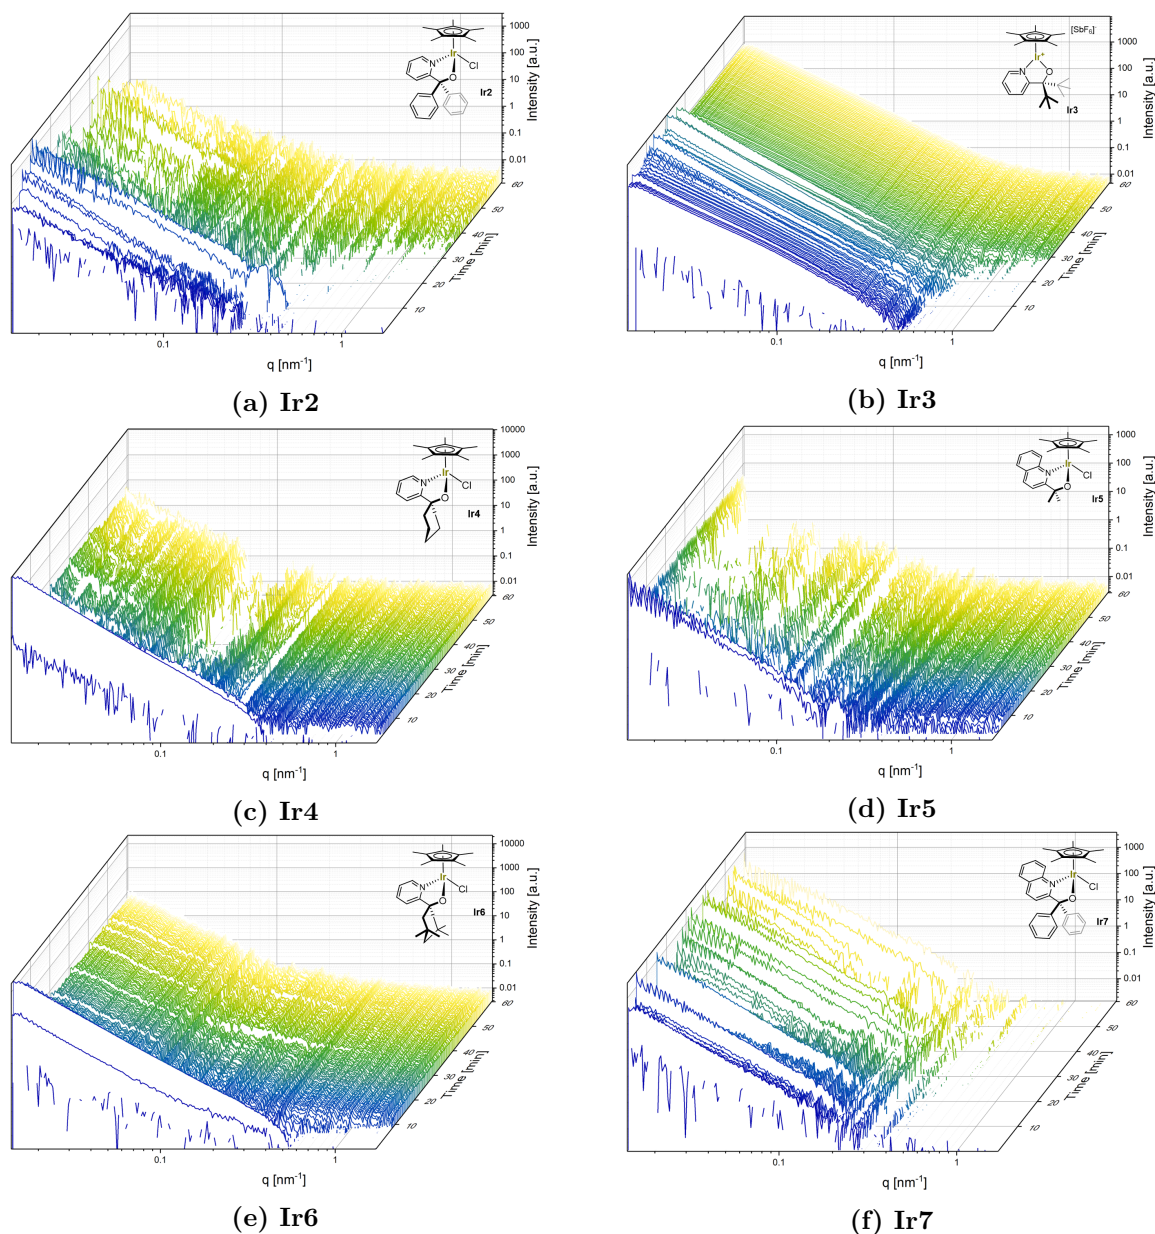 1000
100
10
1
0.1
0.01
Intensity [a.u.]
Ir
N
O
Cl
Ir2
60
50
40
30
20
10
Time [min]
0.1
1
q [nm⁻¹]
(a) Ir2
1000
100
10
1
0.1
0.01
Intensity [a.u.]
[SbF₆]⁻
Ir⁺
N
O
Ir3
60
50
40
30
20
10
Time [min]
0.1
1
q [nm⁻¹]
(b) Ir3
10000
1000
100
10
1
0.1
0.01
Intensity [a.u.]
Ir
N
O
Cl
Ir4
60
50
40
30
20
10
Time [min]
0.1
1
q [nm⁻¹]
(c) Ir4
1000
100
10
1
0.1
0.01
Intensity [a.u.]
Ir
N
O
Cl
Ir5
60
50
40
30
20
10
Time [min]
0.1
1
q [nm⁻¹]
(d) Ir5
10000
1000
100
10
1
0.1
0.01
Intensity [a.u.]
Ir
N
O
Cl
Ir6
60
50
40
30
20
10
Time [min]
0.1
1
q [nm⁻¹]
(e) Ir6
1000
100
10
1
0.1
0.01
Intensity [a.u.]
Ir
N
O
Cl
Ir7
60
50
40
30
20
10
Time [min]
0.1
1
q [nm⁻¹]
(f) Ir7